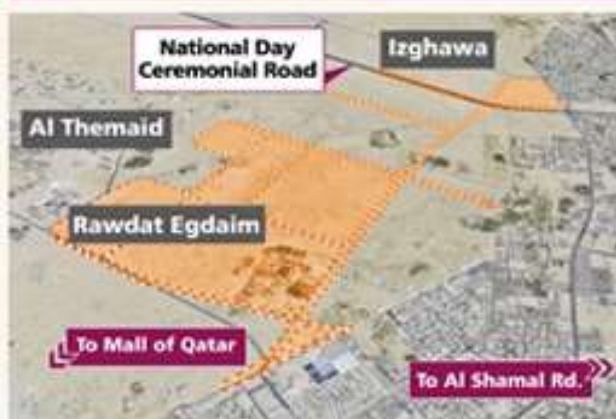 National Day
Ceremonial Road
Izghawa
Al Themaid
Rawdat Egdaim
To Mall of Qatar
To Al Shamal Rd.